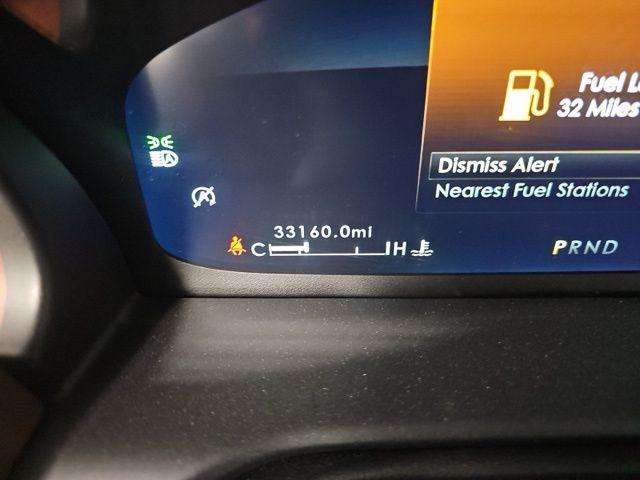 Fuel
32 Miles
Dismiss Alert
Nearest Fuel Stations
33160.0mi
C H
PRND